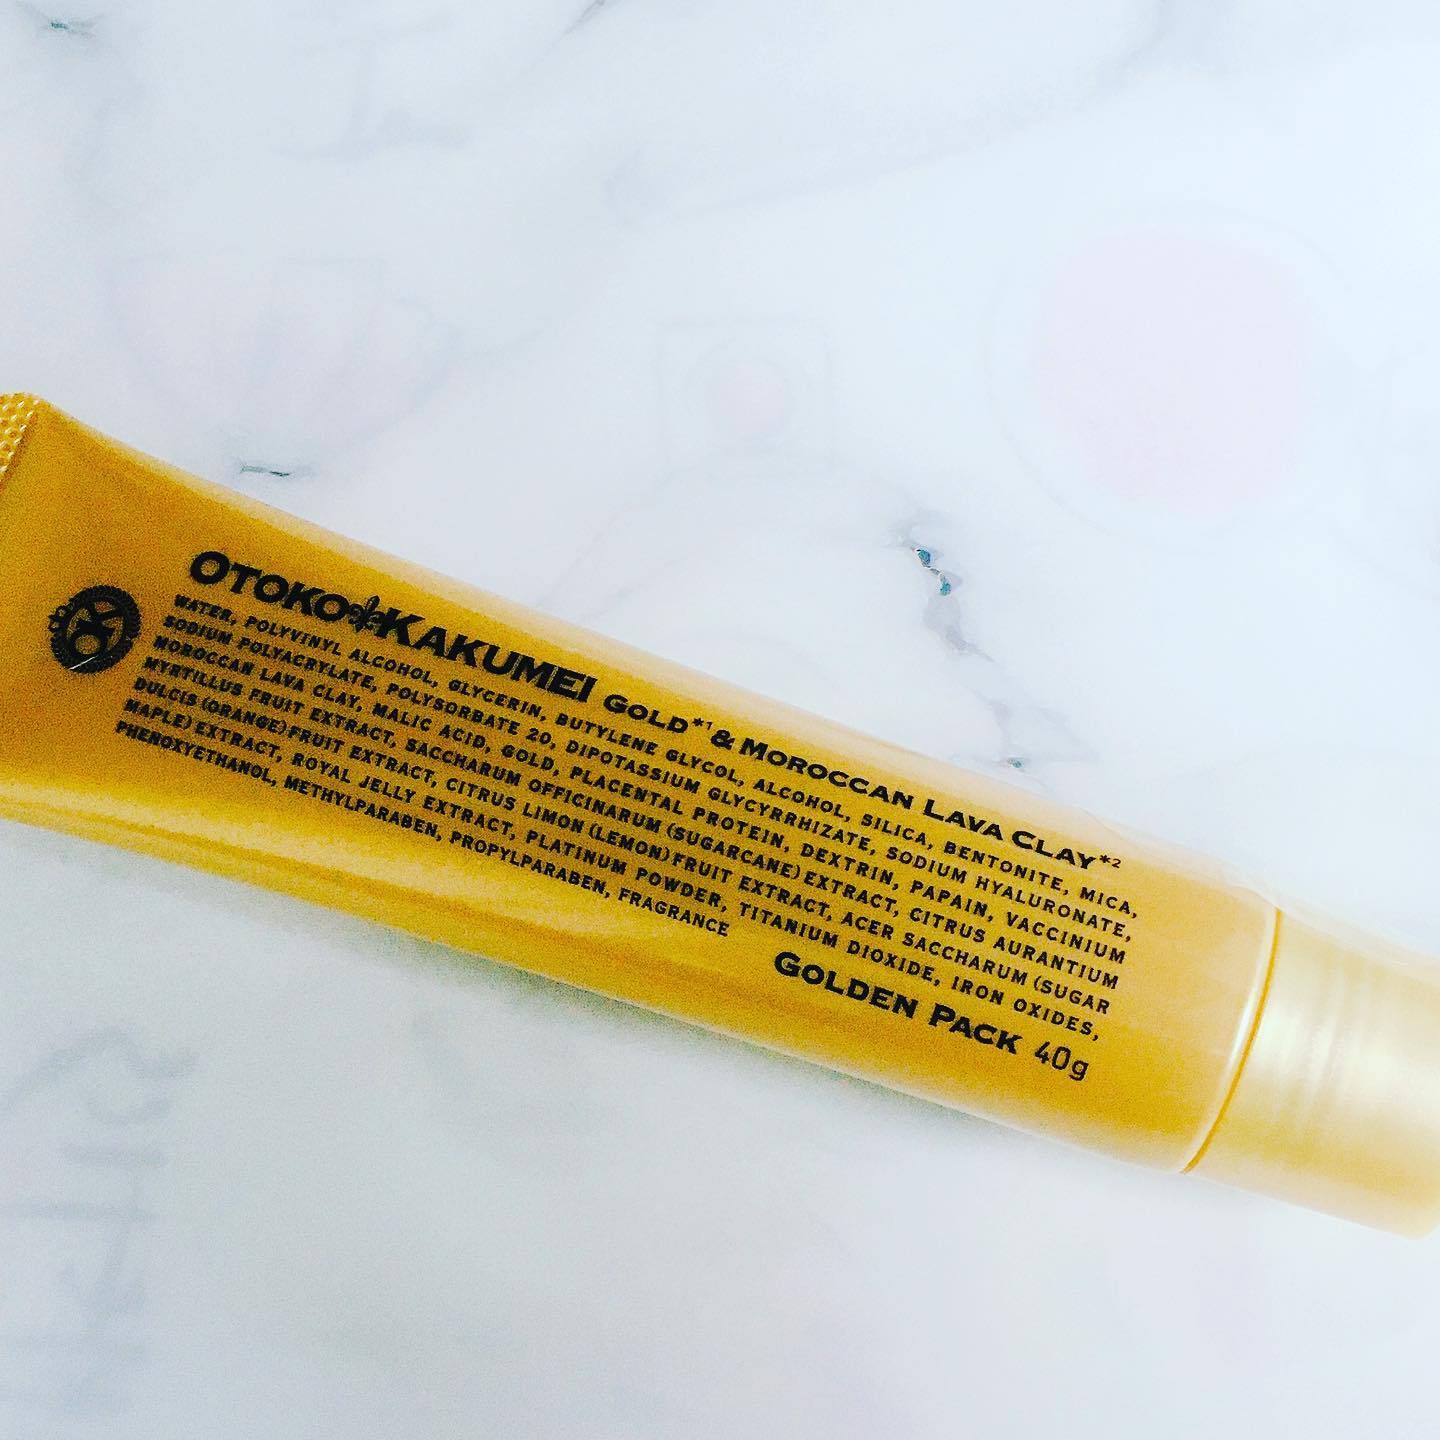 OTOKO KAKUMEI GOLD*1 & MOROCCAN LAVA CLAY*2
WATER, POLYVINYL ALCOHOL, GLYCERIN, BUTYLENE GLYCOL, ALCOHOL, SILICA, BENTONITE, MICA,
SODIUM POLYACRYLATE, POLYSORBATE 20, DIPOTASSIUM GLYCYRRHIZATE, SODIUM HYALURONATE,
MOROCCAN LAVA CLAY, MALIC ACID, GOLD, PLACENTAL PROTEIN, DEXTRIN, PAPAIN, VACCINIUM
MYRTILLUS FRUIT EXTRACT, SACCHARUM OFFICINARUM (SUGARCANE) EXTRACT, CITRUS AURANTIUM
DULCIS (ORANGE) FRUIT EXTRACT, CITRUS LIMON (LEMON) FRUIT EXTRACT, ACER SACCHARUM (SUGAR
MAPLE) EXTRACT, ROYAL JELLY EXTRACT, PLATINUM POWDER, TITANIUM DIOXIDE, IRON OXIDES,
PHENOXYETHANOL, METHYLPARABEN, PROPYLPARABEN, FRAGRANCE
GOLDEN PACK 40g
OK